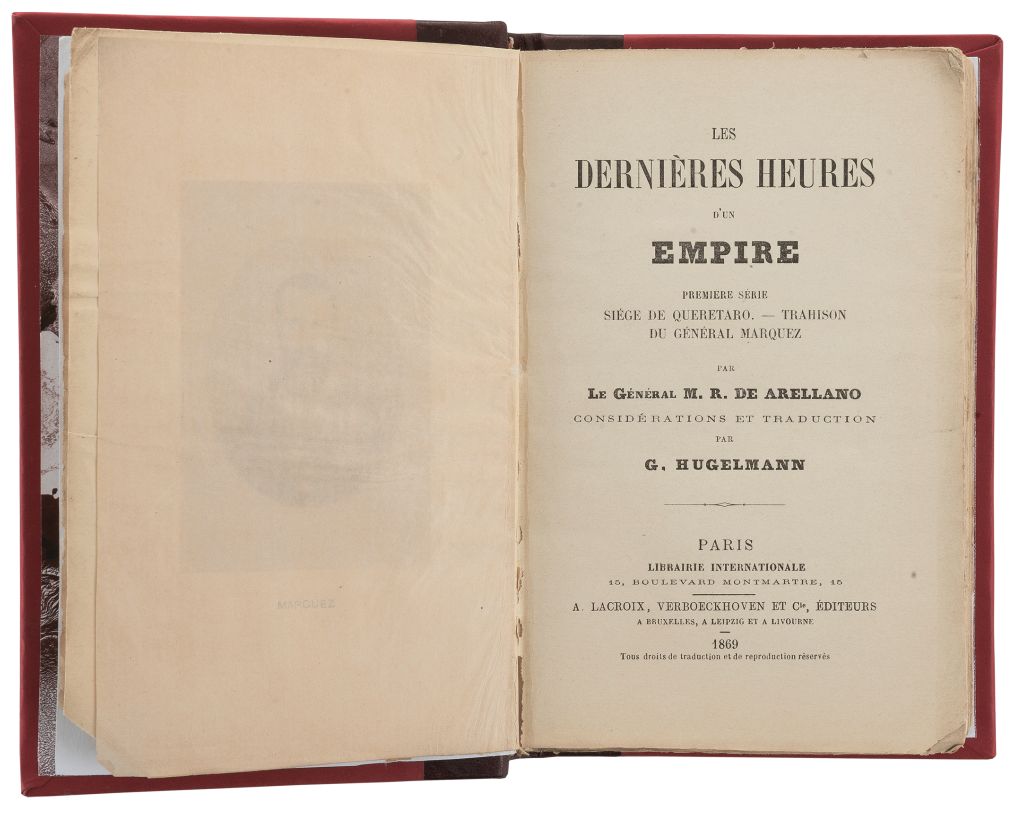 MARQUEZ
LES
DERNIÈRES HEURES
D'UN
EMPIRE
PREMIERE SÉRIE
SIÉGE DE QUERETARO. — TRAHISON
DU GÉNÉRAL MARQUEZ
PAR
LE GÉNÉRAL M. R. DE ARELLANO
CONSIDÉRATIONS ET TRADUCTION
PAR
G. HUGELMANN
PARIS
LIBRAIRIE INTERNATIONALE
15, BOULEVARD MONTMARTRE, 15
A. LACROIX, VERBOECKHOVEN ET Cie, ÉDITEURS
A BRUXELLES, A LEIPZIG ET A LIVOURNE
1869
Tous droits de traduction et de reproduction réservés